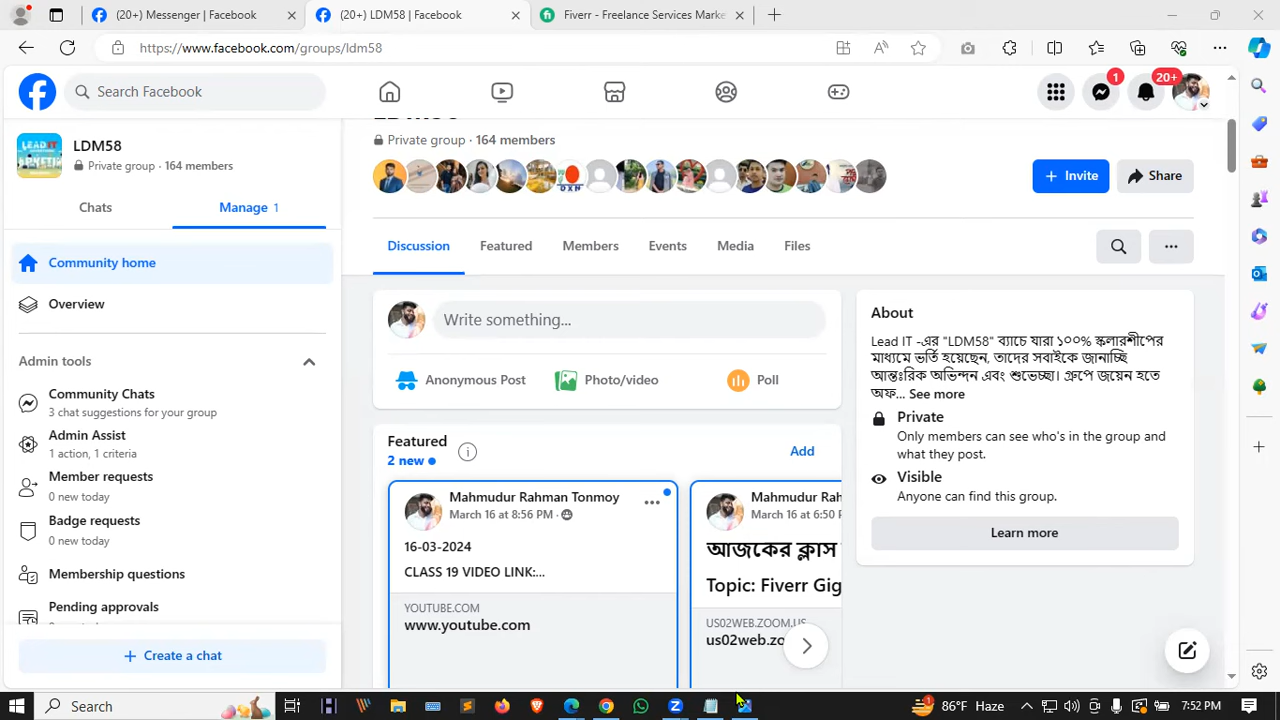 (20+) Messenger | Facebook
(20+) LDM58 | Facebook
Fiverr - Freelance Services Marke
https://www.facebook.com/groups/ldm58
Search Facebook
1
20+
LDM58
Private group · 164 members
Chats
Manage 1
Community home
Overview
Admin tools
Community Chats
3 chat suggestions for your group
Admin Assist
1 action, 1 criteria
Member requests
0 new today
Badge requests
0 new today
Membership questions
Pending approvals
+ Create a chat
Private group · 164 members
+ Invite
Share
Discussion
Featured
Members
Events
Media
Files
Write something...
Anonymous Post
Photo/video
Poll
Featured
2 new
Add
Mahmudur Rahman Tonmoy
March 16 at 8:56 PM ·
16-03-2024
CLASS 19 VIDEO LINK:...
YOUTUBE.COM
www.youtube.com
Mahmudur Rah
March 16 at 6:50 P
আজকের ক্লাস
Topic: Fiverr Gig
US02WEB.ZOOM.US
us02web.zo
About
Lead IT -এর "LDM58" ব্যাচে যারা ১০০% স্কলারশীপের
মাধ্যমে ভর্তি হয়েছেন, তাদের সবাইকে জানাচ্ছি
আন্তঃরিক অভিন্দন এবং শুভেচ্ছা। গ্রুপে জয়েন হতে
অফ... See more
Private
Only members can see who's in the group and
what they post.
Visible
Anyone can find this group.
Learn more
Search
1
86°F Haze
7:52 PM